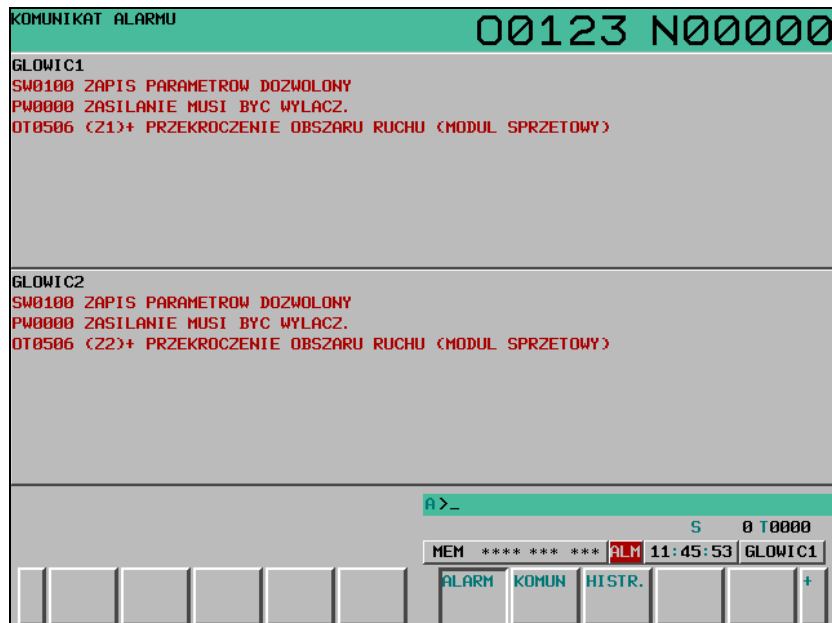 KOMUNIKAT ALARMU
O0123 N00000
GLOWIC1
SW0100 ZAPIS PARAMETROW DOZWOLONY
PW0000 ZASILANIE MUSI BYC WYLACZ.
OT0506 (Z1)+ PRZEKROCZENIE OBSZARU RUCHU (MODUL SPRZETOWY)
GLOWIC2
SW0100 ZAPIS PARAMETROW DOZWOLONY
PW0000 ZASILANIE MUSI BYC WYLACZ.
OT0506 (Z2)+ PRZEKROCZENIE OBSZARU RUCHU (MODUL SPRZETOWY)
A>_
S 0 T0000
MEM **** *** *** ALM 11:45:53 GLOWIC1
ALARM KOMUN HISTR. +